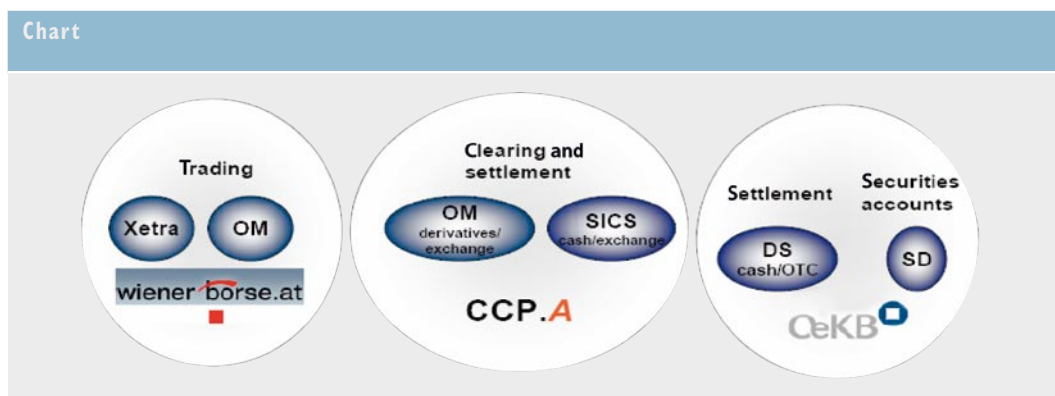 Chart
Trading
Xetra
OM
wiener börse.at
Clearing and
settlement
OM
derivatives/
exchange
SICS
cash/exchange
CCP.A
Settlement
DS
cash/OTC
Securities
accounts
SD
OeKB